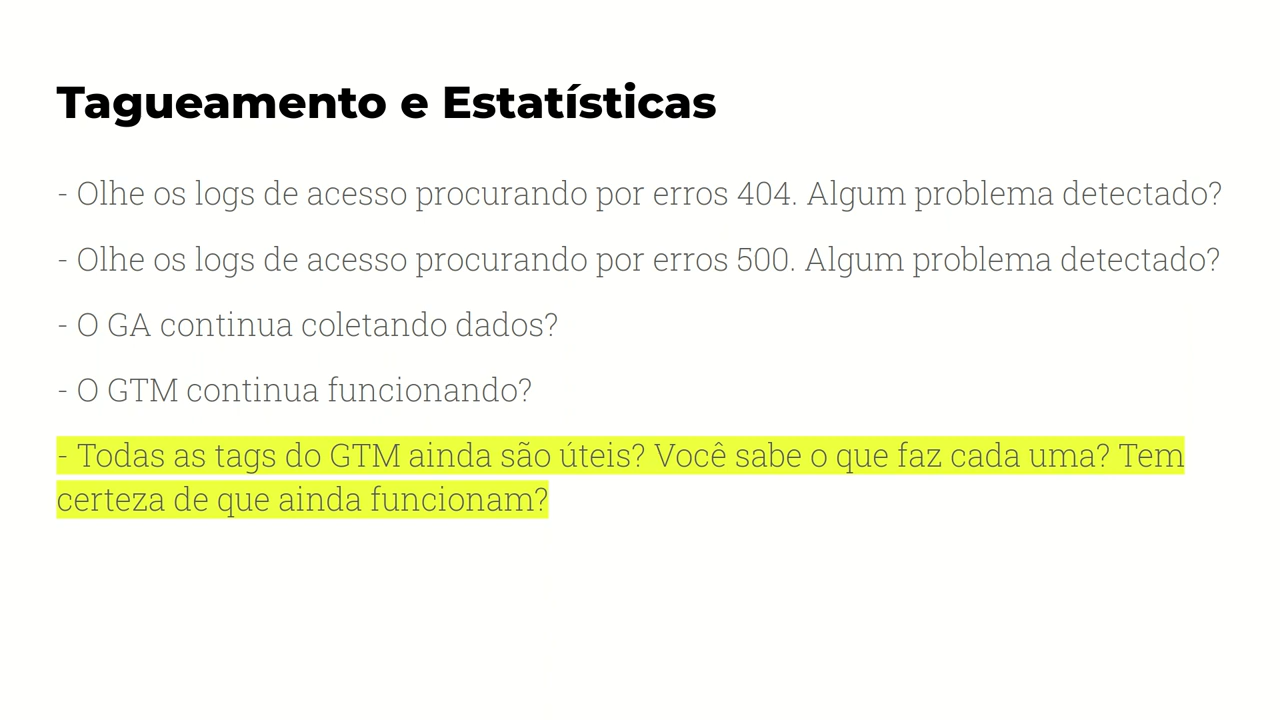 Tagueamento e Estatísticas
- Olhe os logs de acesso procurando por erros 404. Algum problema detectado?
- Olhe os logs de acesso procurando por erros 500. Algum problema detectado?
- O GA continua coletando dados?
- O GTM continua funcionando?
- Todas as tags do GTM ainda são úteis? Você sabe o que faz cada uma? Tem
certeza de que ainda funcionam?